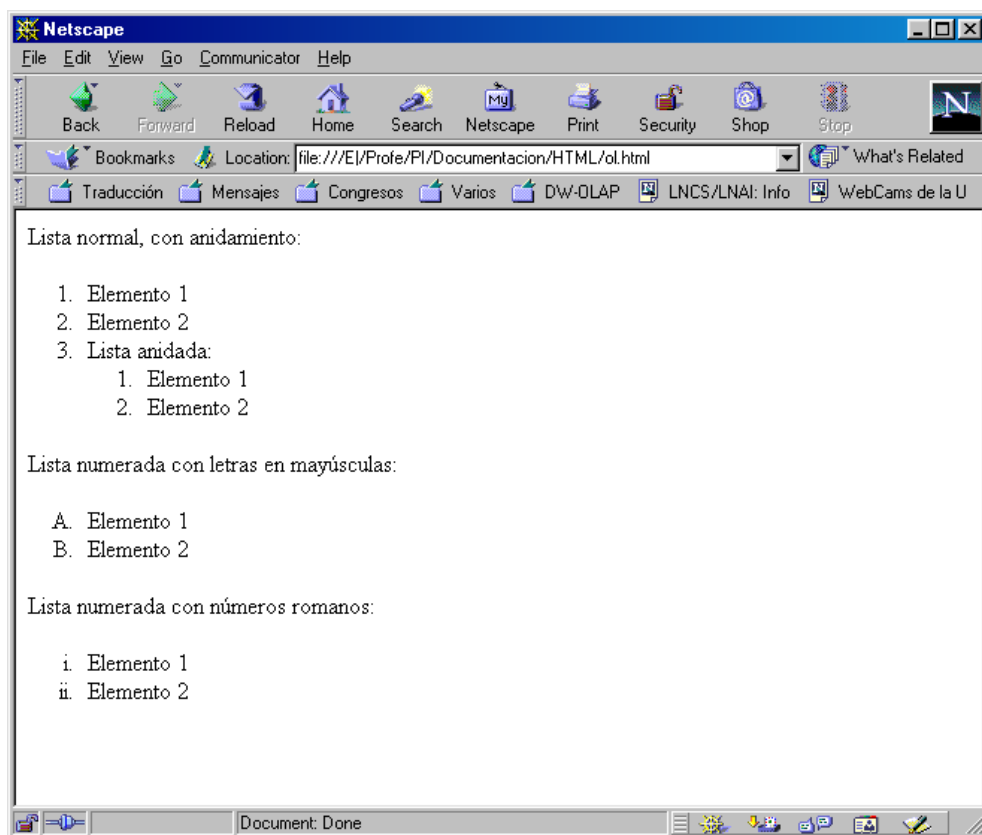 Netscape
File Edit View Go Communicator Help
Back Forward Reload Home Search Netscape Print Security Shop Stop
My
N
Bookmarks Location: file:///E|/Profe/PI/Documentacion/HTML/ol.html What's Related
Traducción Mensajes Congresos Varios DW-OLAP LNCS/LNAI: Info WebCams de la U
Lista normal, con anidamiento:
1. Elemento 1
2. Elemento 2
3. Lista anidada:
1. Elemento 1
2. Elemento 2
Lista numerada con letras en mayúsculas:
A. Elemento 1
B. Elemento 2
Lista numerada con números romanos:
i. Elemento 1
ii. Elemento 2
Document: Done